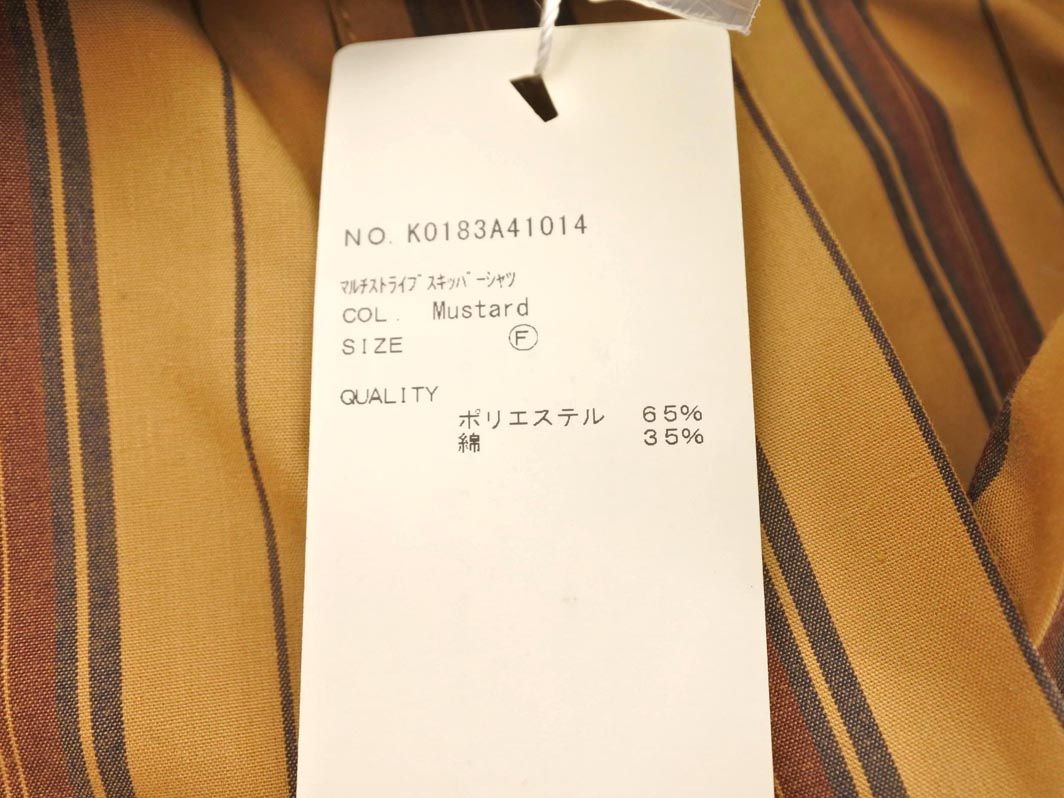 NO. K0183A41014
ﾏﾙﾁｽﾄﾗｲﾌﾟｽｷｯﾊﾟｰｼｬﾂ
COL. Mustard
SIZE Ⓕ
QUALITY
ポリエステル 65%
綿 35%